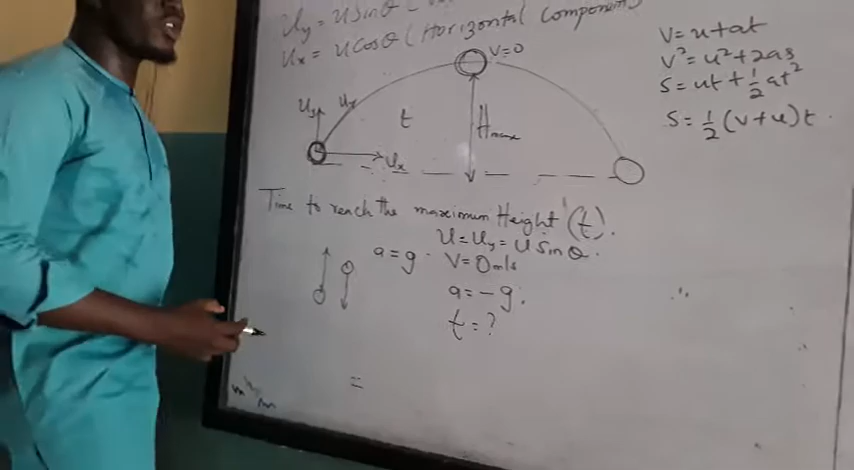 Uy = U Sinθ (
Ux = U cosθ (Horizontal Component)
V = u + at
V² = u² + 2as
S = ut + ½at²
S = ½(v + u)t.
V=0
Uy
t
Hmax
Ux
Time to reach the maximum Height (t).
U = Uy = U sinθ.
a = g.
V = 0m/s
a = -g.
t = ?
=